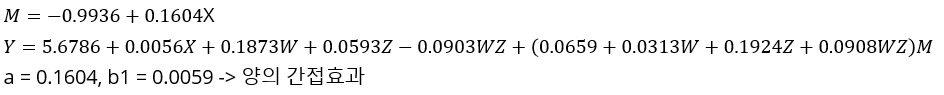 M = −0.9936 + 0.1604X
Y = 5.6786 + 0.0056X + 0.1873W + 0.0593Z − 0.0903WZ + (0.0659 + 0.0313W + 0.1924Z + 0.0908WZ)M
a = 0.1604, b1 = 0.0059 -> 양의 간접효과